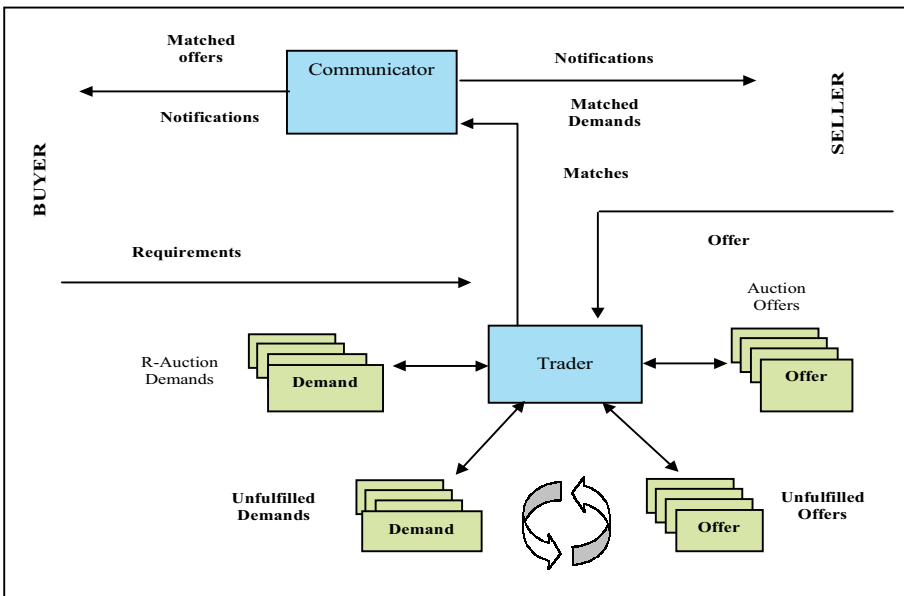 Matched
offers
Communicator
Notifications
Notifications
Matched
Demands
SELLER
BUYER
Matches
Requirements
Offer
Auction
Offers
R-Auction
Demands
Demand
Trader
Offer
Unfulfilled
Demands
Demand
Offer
Unfulfilled
Offers